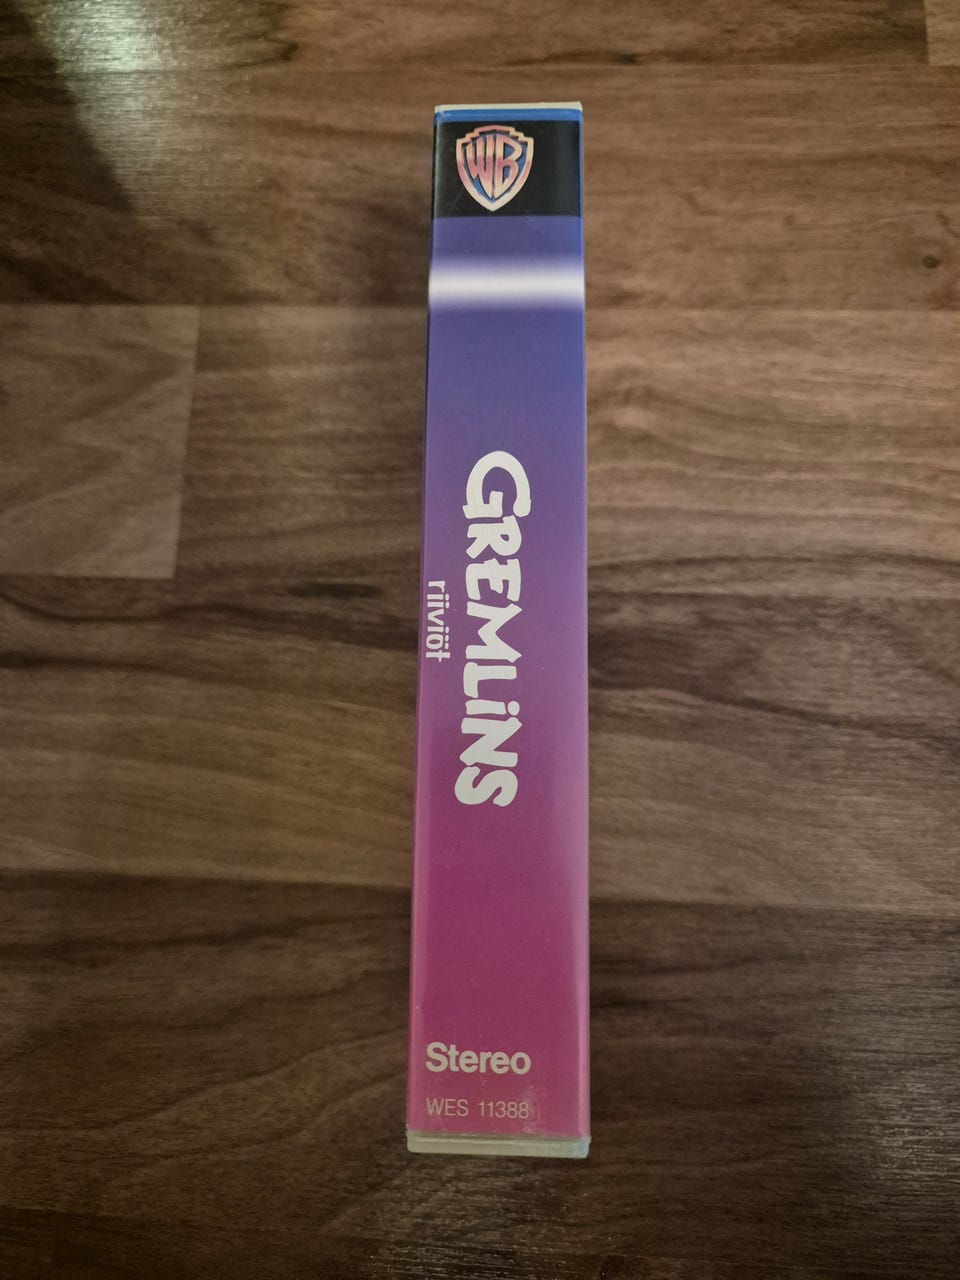 WB
GREMLiNS
riiviöt
Stereo
WES 11388